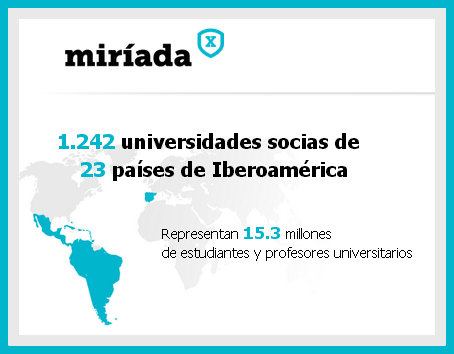 miríada X
1.242 universidades socias de
23 países de Iberoamérica
Representan 15.3 millones
de estudiantes y profesores universitarios